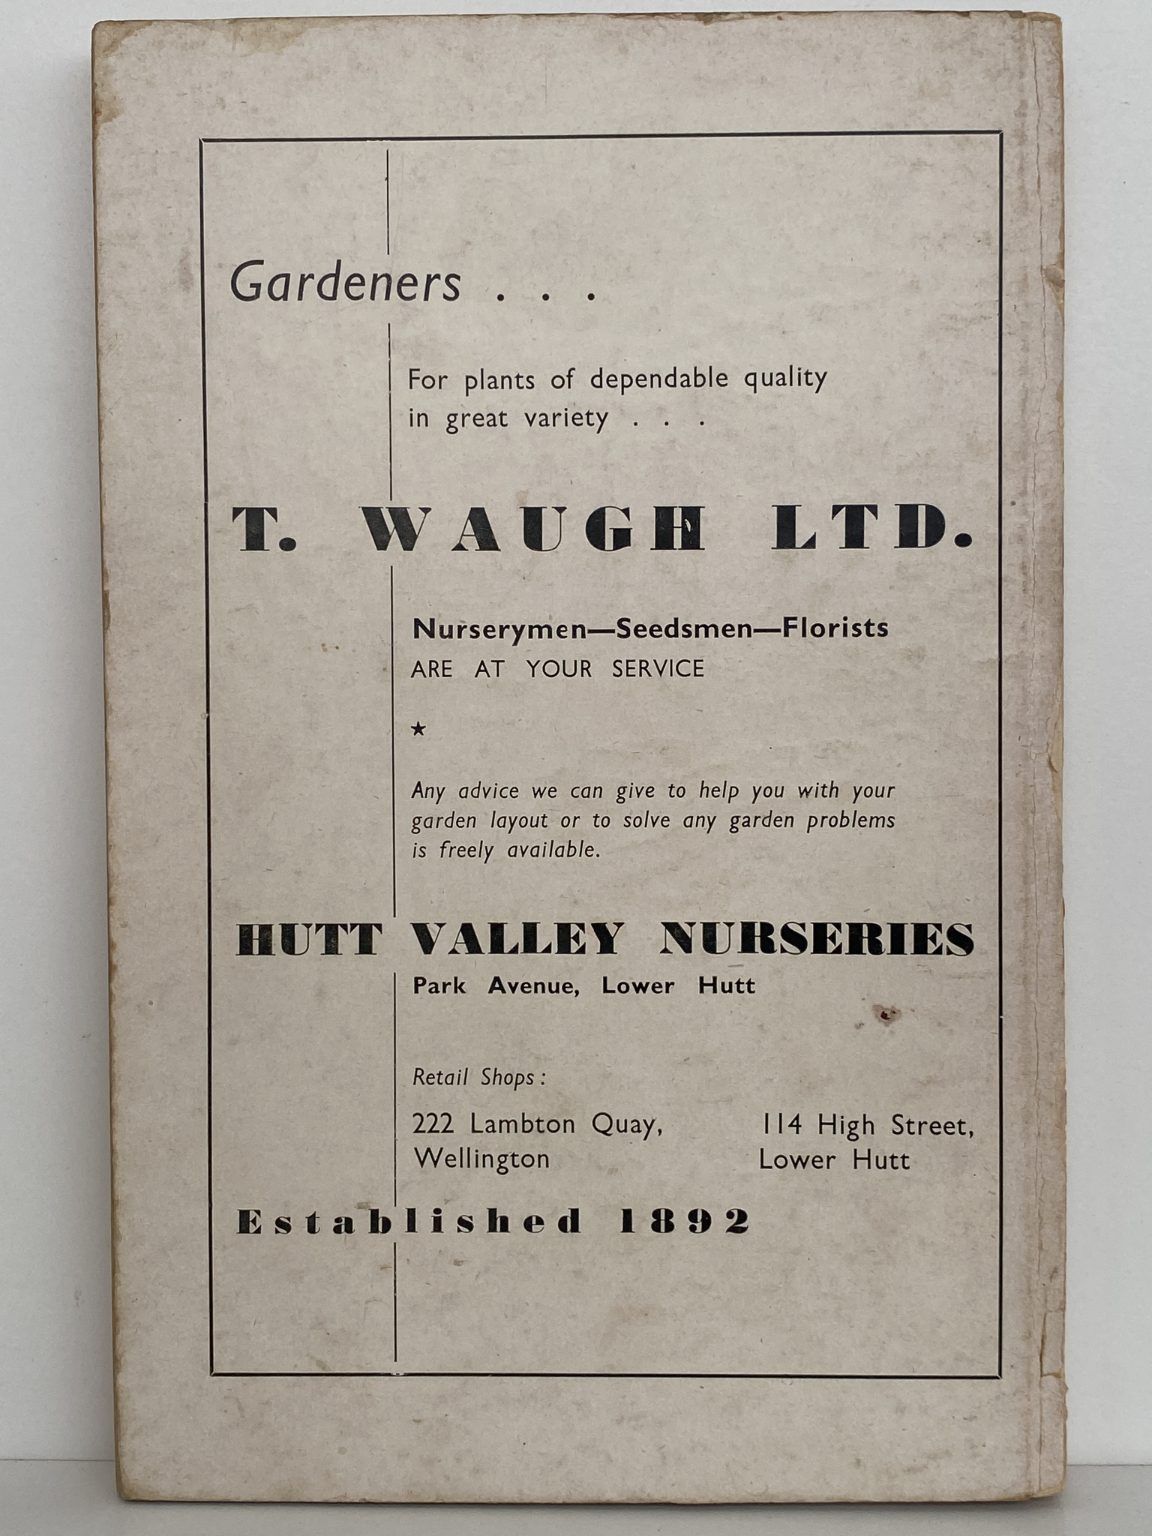 Gardeners . . .
For plants of dependable quality
in great variety . . .
T. WAUGH LTD.
Nurserymen—Seedsmen—Florists
ARE AT YOUR SERVICE
★
Any advice we can give to help you with your
garden layout or to solve any garden problems
is freely available.
HUTT VALLEY NURSERIES
Park Avenue, Lower Hutt
Retail Shops :
222 Lambton Quay,
Wellington
114 High Street,
Lower Hutt
Established 1892